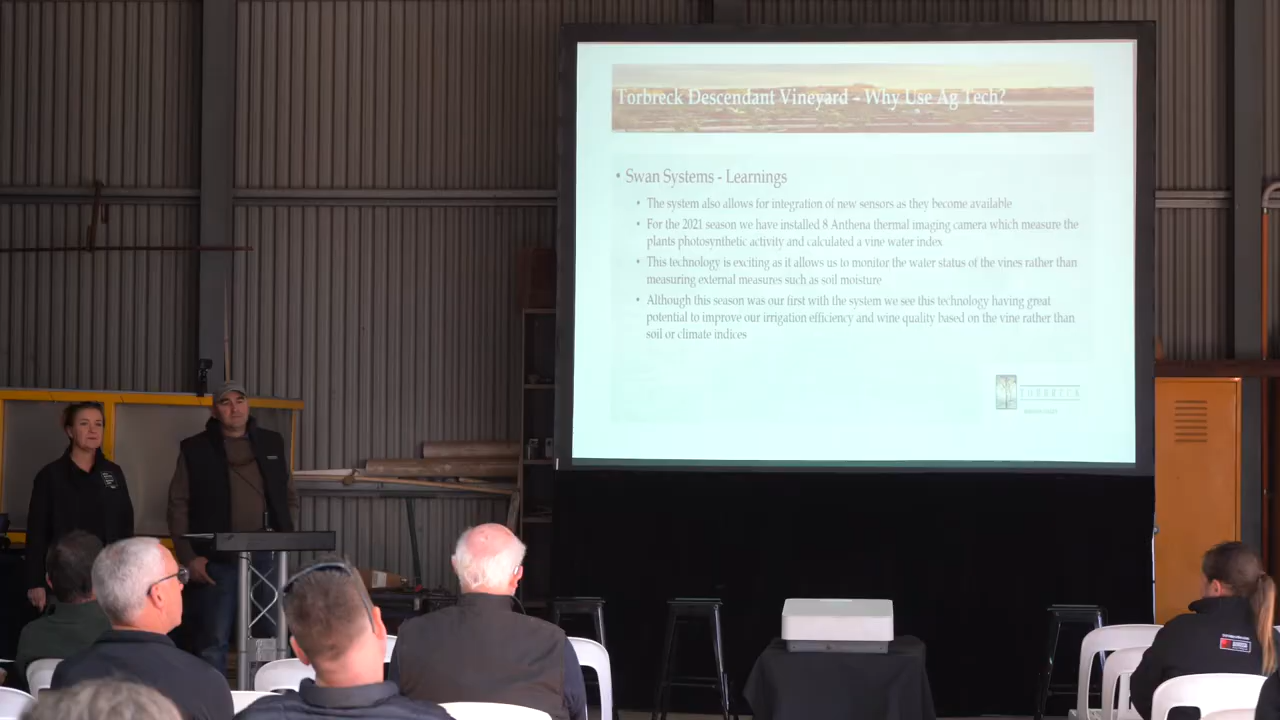 Torbreck Descendant Vineyard - Why Use Ag Tech?
• Swan Systems - Learnings
• The system also allows for integration of new sensors as they become available
• For the 2021 season we have installed 8 Anthena thermal imaging camera which measure the
plants photosynthetic activity and calculated a vine water index
• This technology is exciting as it allows us to monitor the water status of the vines rather than
measuring external measures such as soil moisture
• Although this season was our first with the system we see this technology having great
potential to improve our irrigation efficiency and wine quality based on the vine rather than
soil or climate indices
TORBRECK